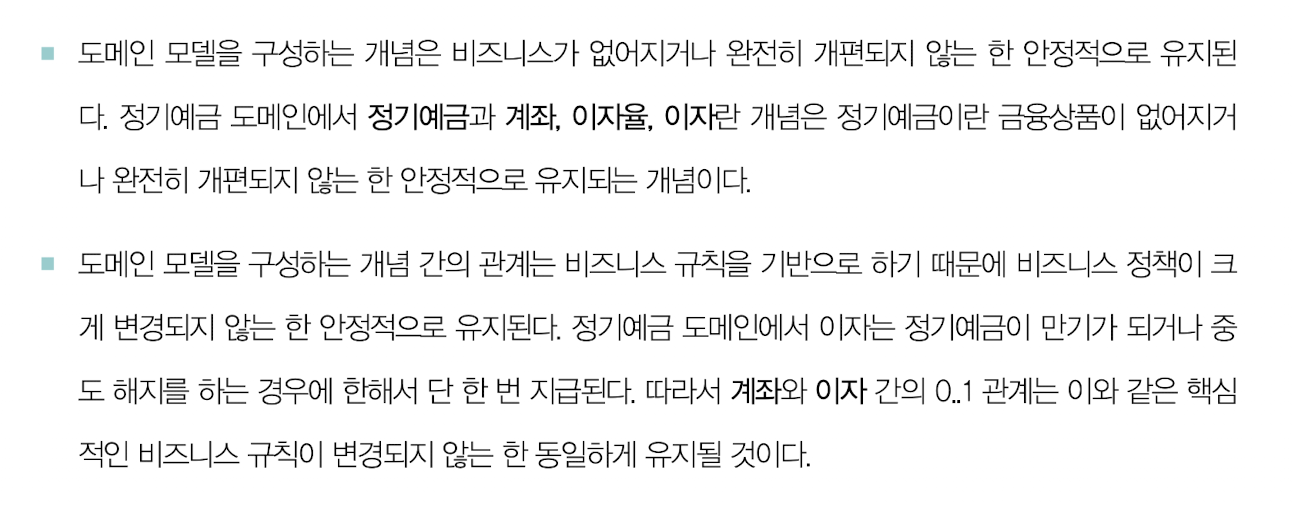 도메인 모델을 구성하는 개념은 비즈니스가 없어지거나 완전히 개편되지 않는 한 안정적으로 유지된
다. 정기예금 도메인에서 정기예금과 계좌, 이자율, 이자란 개념은 정기예금이란 금융상품이 없어지거
나 완전히 개편되지 않는 한 안정적으로 유지되는 개념이다.
도메인 모델을 구성하는 개념 간의 관계는 비즈니스 규칙을 기반으로 하기 때문에 비즈니스 정책이 크
게 변경되지 않는 한 안정적으로 유지된다. 정기예금 도메인에서 이자는 정기예금이 만기가 되거나 중
도 해지를 하는 경우에 한해서 단 한 번 지급된다. 따라서 계좌와 이자 간의 0..1 관계는 이와 같은 핵심
적인 비즈니스 규칙이 변경되지 않는 한 동일하게 유지될 것이다.